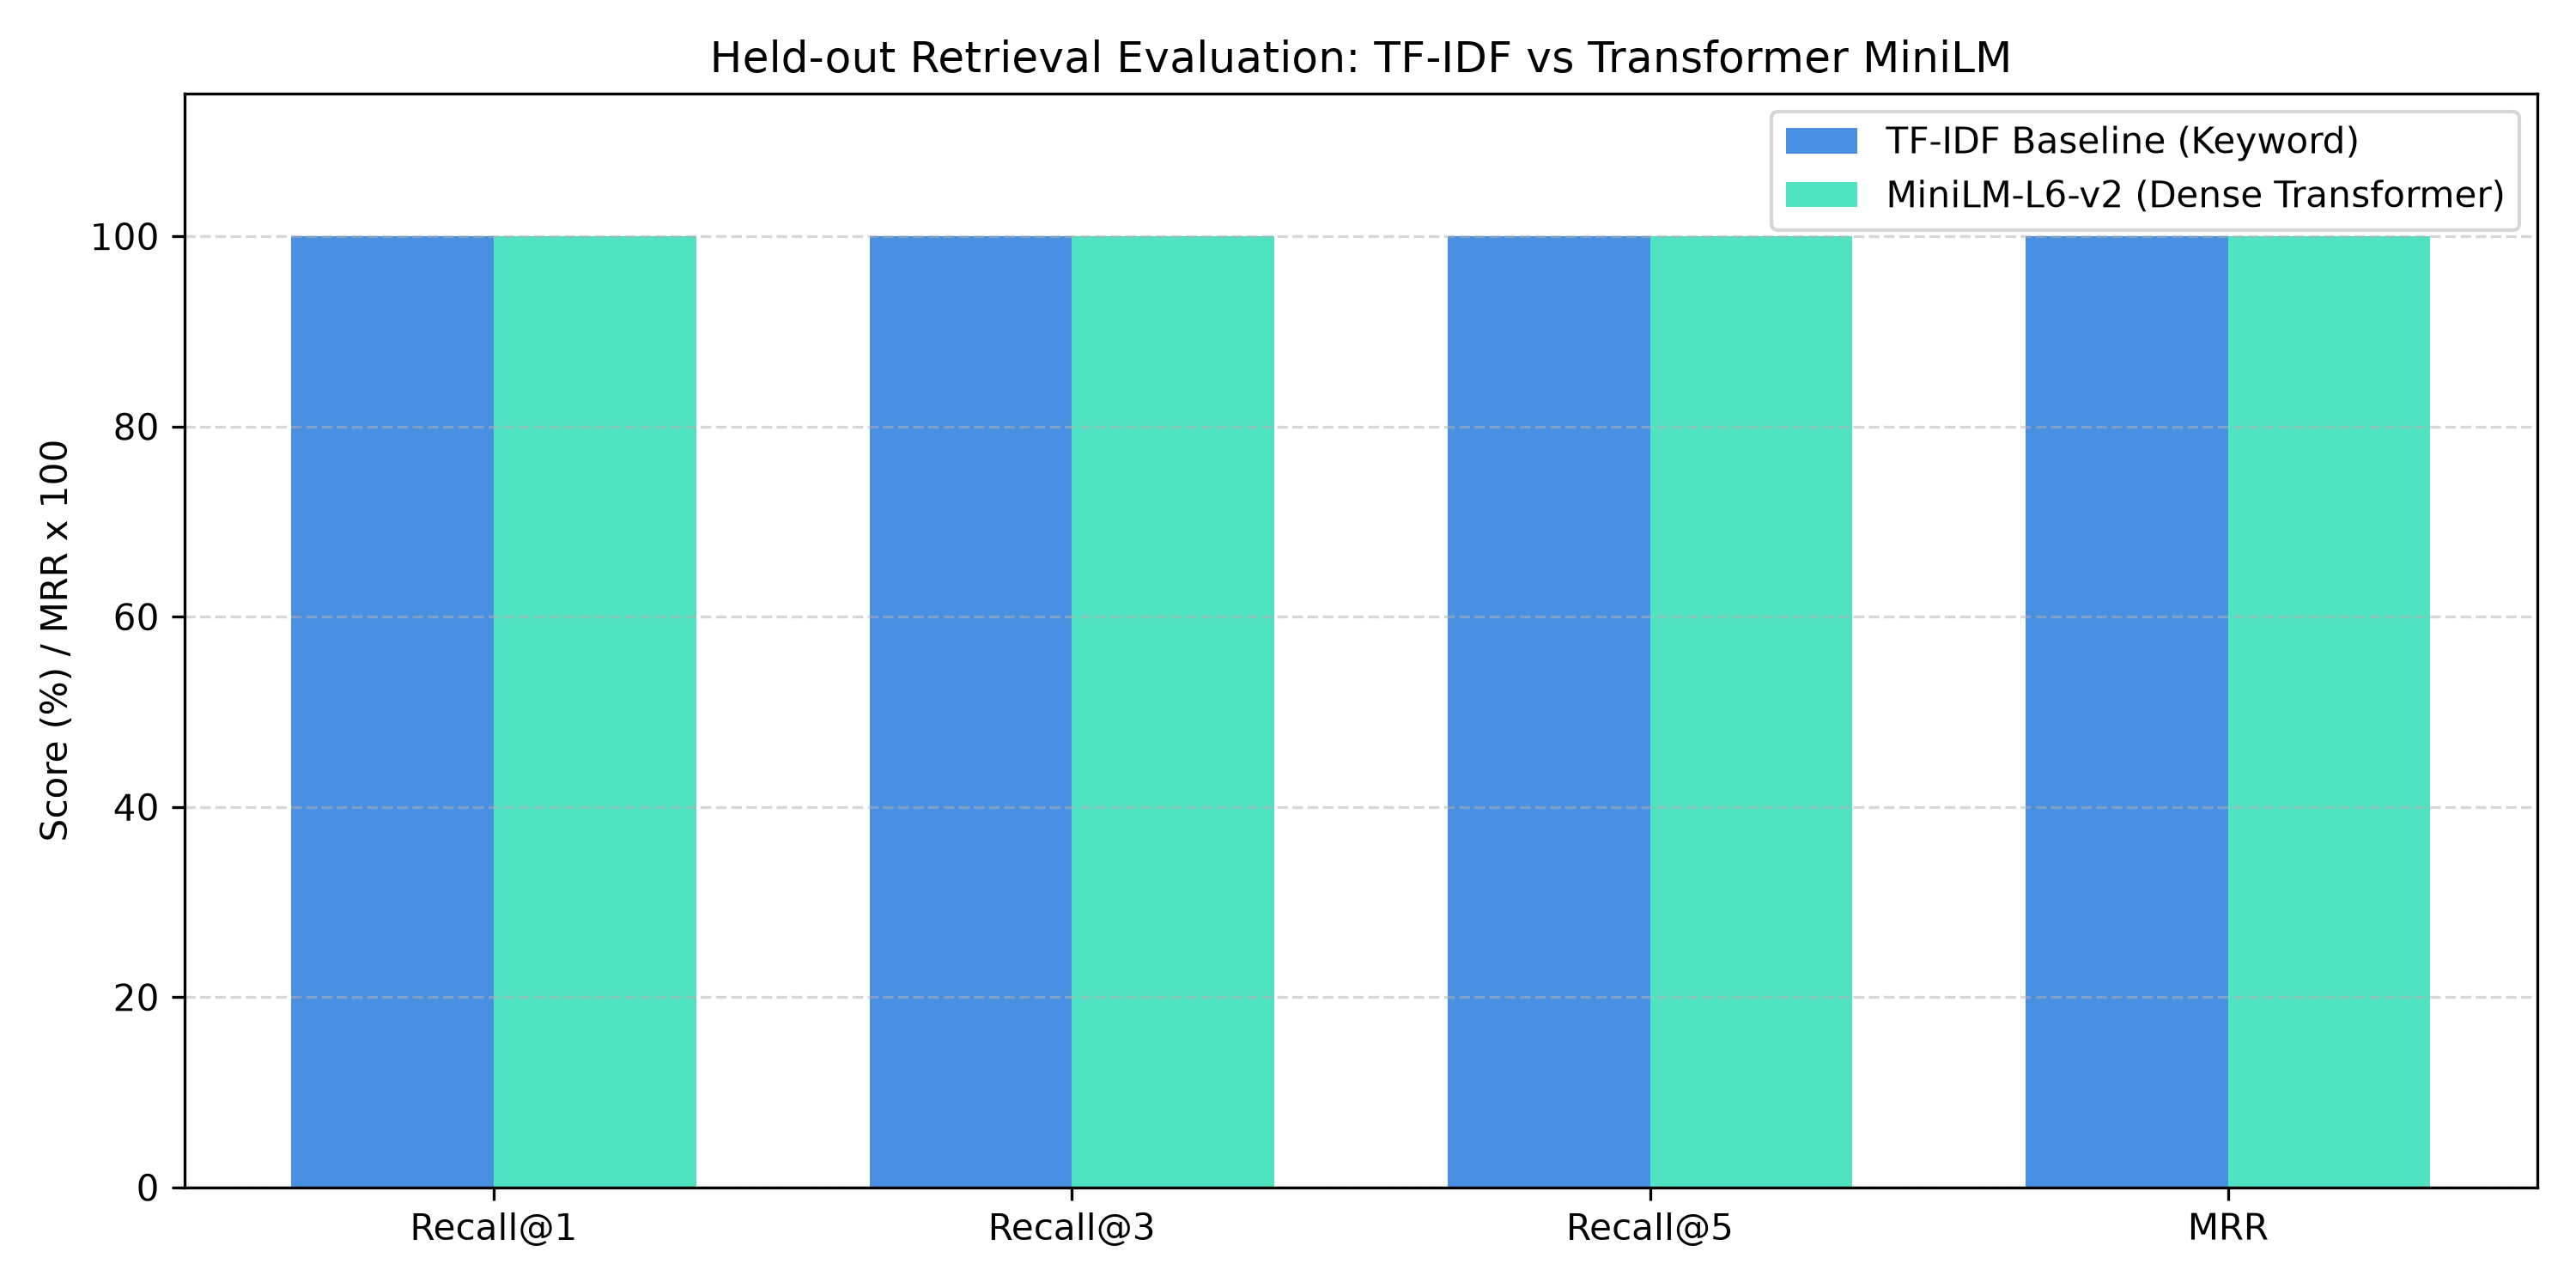 Held-out Retrieval Evaluation: TF-IDF vs Transformer MiniLM
TF-IDF Baseline (Keyword)
MiniLM-L6-v2 (Dense Transformer)
Score (%) / MRR x 100
100
80
60
40
20
0
Recall@1
Recall@3
Recall@5
MRR